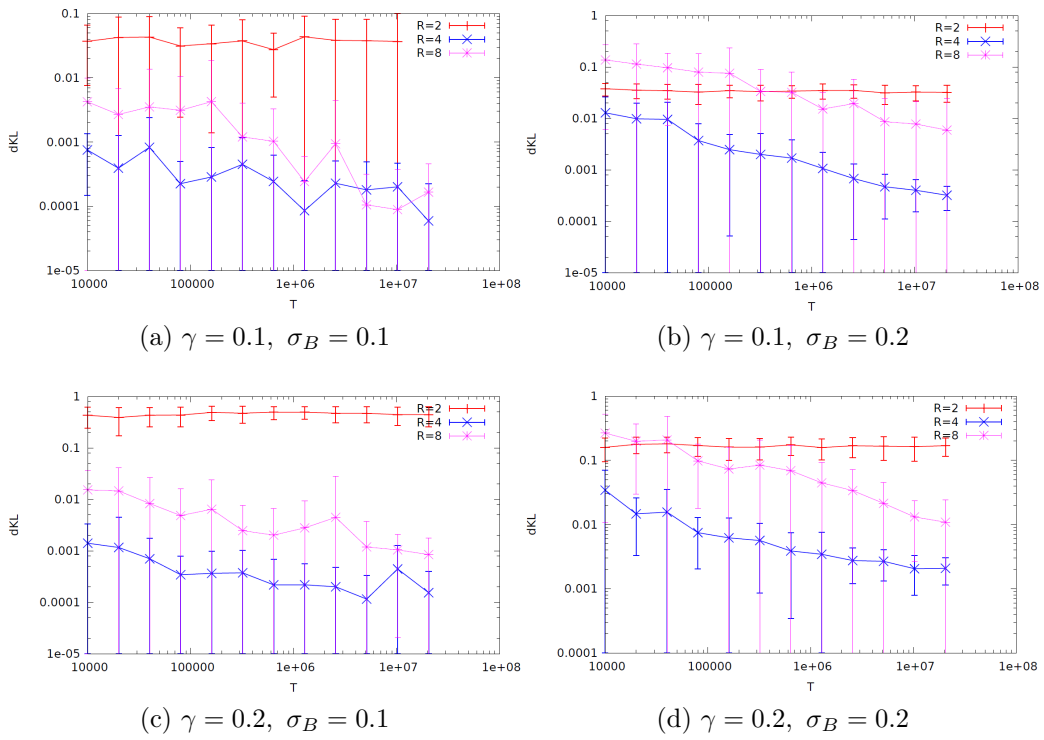 0.1
0.01
0.001
0.0001
1e-05
dKL
10000
100000
1e+06
1e+07
1e+08
T
R=2
R=4
R=8
(a) γ = 0.1, σB = 0.1
1
0.1
0.01
0.001
0.0001
1e-05
dKL
10000
100000
1e+06
1e+07
1e+08
T
R=2
R=4
R=8
(b) γ = 0.1, σB = 0.2
1
0.1
0.01
0.001
0.0001
1e-05
dKL
10000
100000
1e+06
1e+07
1e+08
T
R=2
R=4
R=8
(c) γ = 0.2, σB = 0.1
1
0.1
0.01
0.001
0.0001
dKL
10000
100000
1e+06
1e+07
1e+08
T
R=2
R=4
R=8
(d) γ = 0.2, σB = 0.2